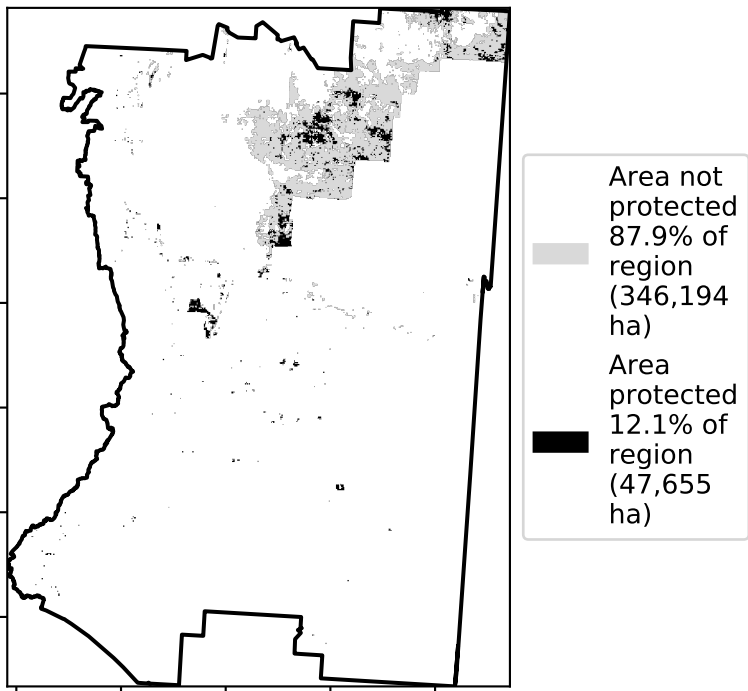 Area not
protected
87.9% of
region
(346,194
ha)
Area
protected
12.1% of
region
(47,655
ha)